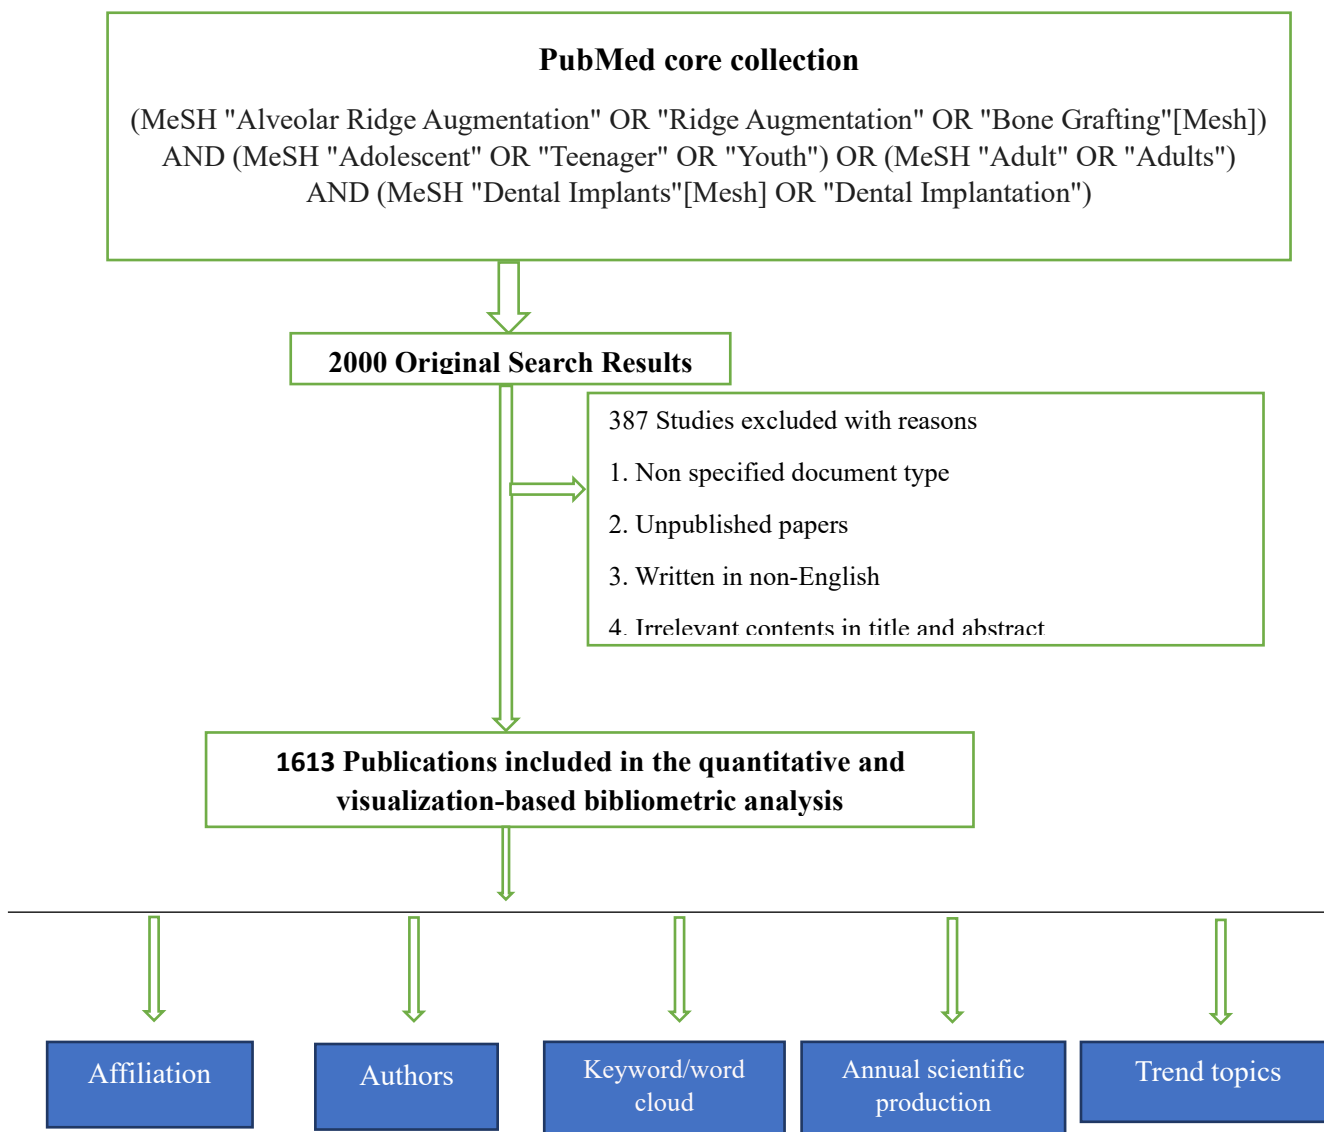 PubMed core collection
(MeSH "Alveolar Ridge Augmentation" OR "Ridge Augmentation" OR "Bone Grafting"[Mesh])
AND (MeSH "Adolescent" OR "Teenager" OR "Youth") OR (MeSH "Adult" OR "Adults")
AND (MeSH "Dental Implants"[Mesh] OR "Dental Implantation")
2000 Original Search Results
387 Studies excluded with reasons
1. Non specified document type
2. Unpublished papers
3. Written in non-English
4. Irrelevant contents in title and abstract
1613 Publications included in the quantitative and
visualization-based bibliometric analysis
Affiliation
Authors
Keyword/word
cloud
Annual scientific
production
Trend topics